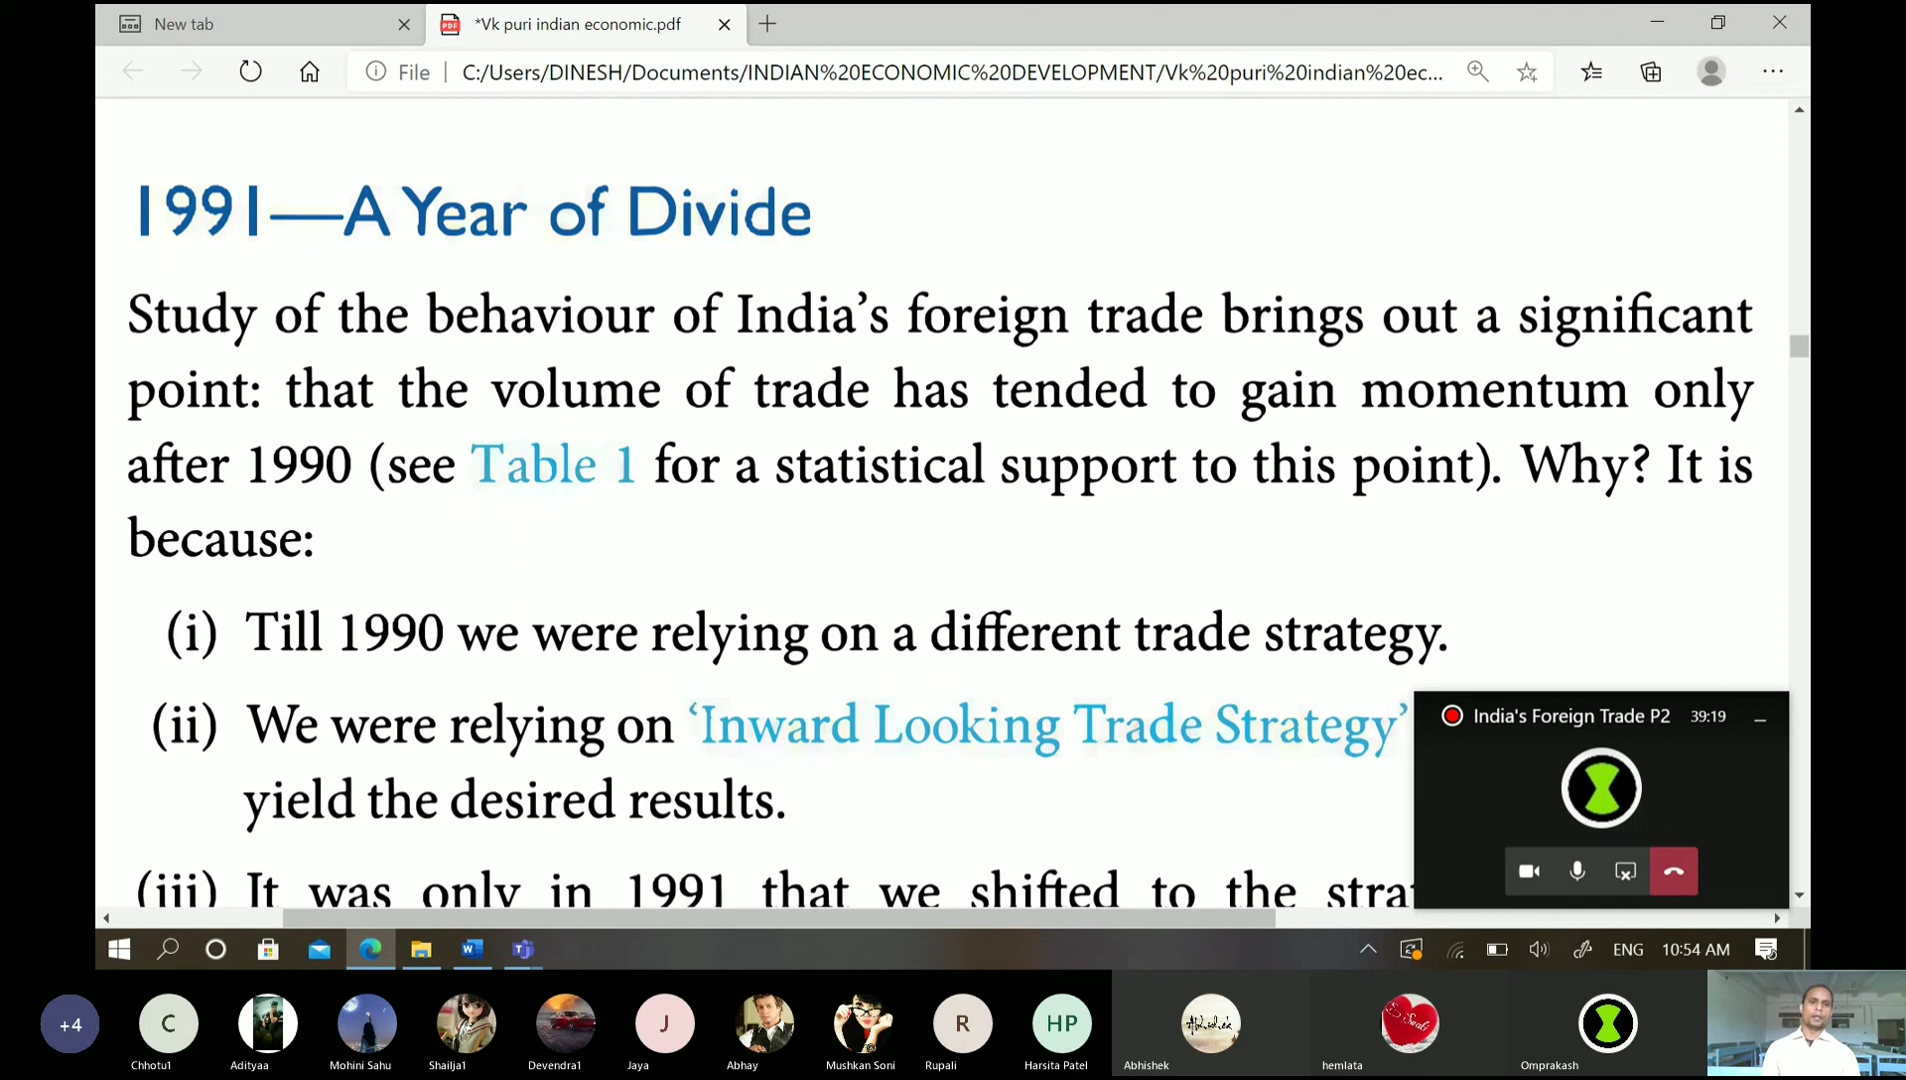 New tab
*Vk puri indian economic.pdf
File
C:/Users/DINESH/Documents/INDIAN%20ECONOMIC%20DEVELOPMENT/Vk%20puri%20indian%20ec...
1991—A Year of Divide
Study of the behaviour of India’s foreign trade brings out a significant
point: that the volume of trade has tended to gain momentum only
after 1990 (see Table 1 for a statistical support to this point). Why? It is
because:
(i) Till 1990 we were relying on a different trade strategy.
(ii) We were relying on ‘Inward Looking Trade Strategy’
yield the desired results.
(iii) It was only in 1991 that we shifted to the stra
India's Foreign Trade P2 39:19
ENG 10:54 AM
+4
C
J
R
HP
Chhotu1
Adityaa
Mohini Sahu
Shailja1
Devendra1
Jaya
Abhay
Mushkan Soni
Rupali
Harsita Patel
Abhishek
hemlata
Omprakash